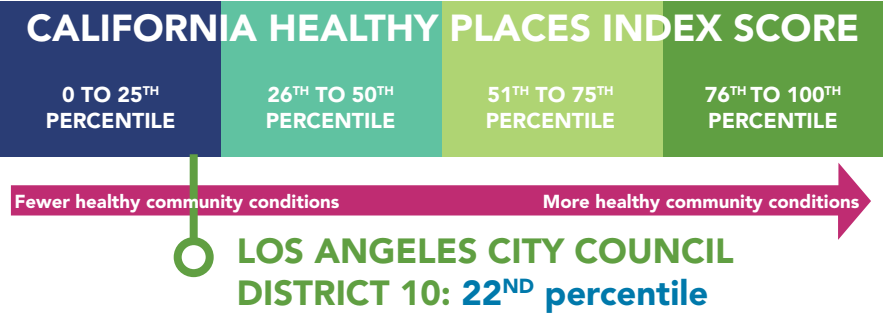 CALIFORNIA HEALTHY PLACES INDEX SCORE
0 TO 25TH
PERCENTILE
26TH TO 50TH
PERCENTILE
51TH TO 75TH
PERCENTILE
76TH TO 100TH
PERCENTILE
Fewer healthy community conditions
More healthy community conditions
LOS ANGELES CITY COUNCIL
DISTRICT 10: 22ND percentile